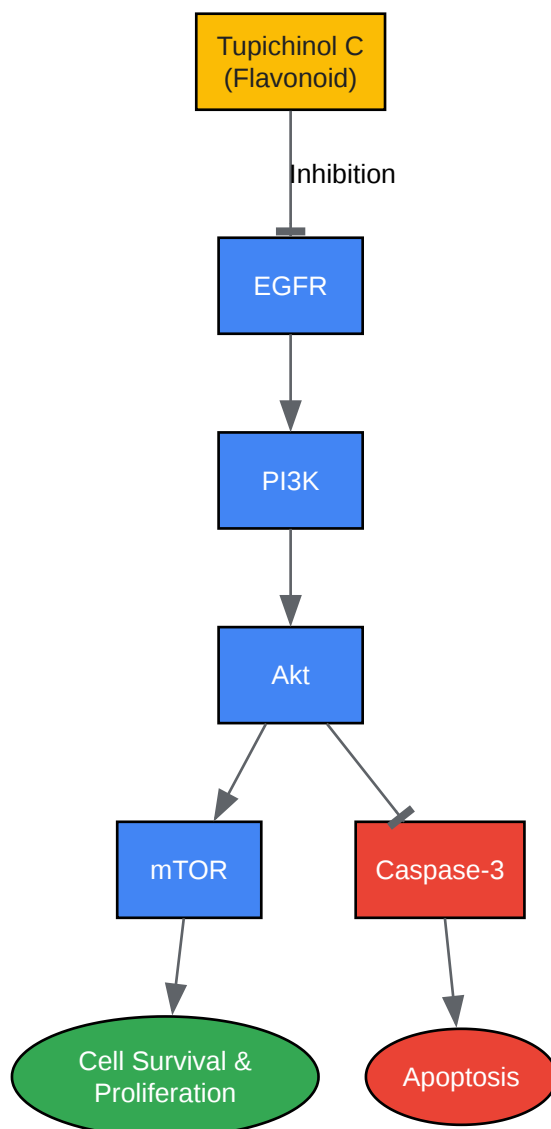 Tupichinol C
(Flavonoid)
Inhibition
EGFR
PI3K
Akt
mTOR
Caspase-3
Cell Survival &
Proliferation
Apoptosis